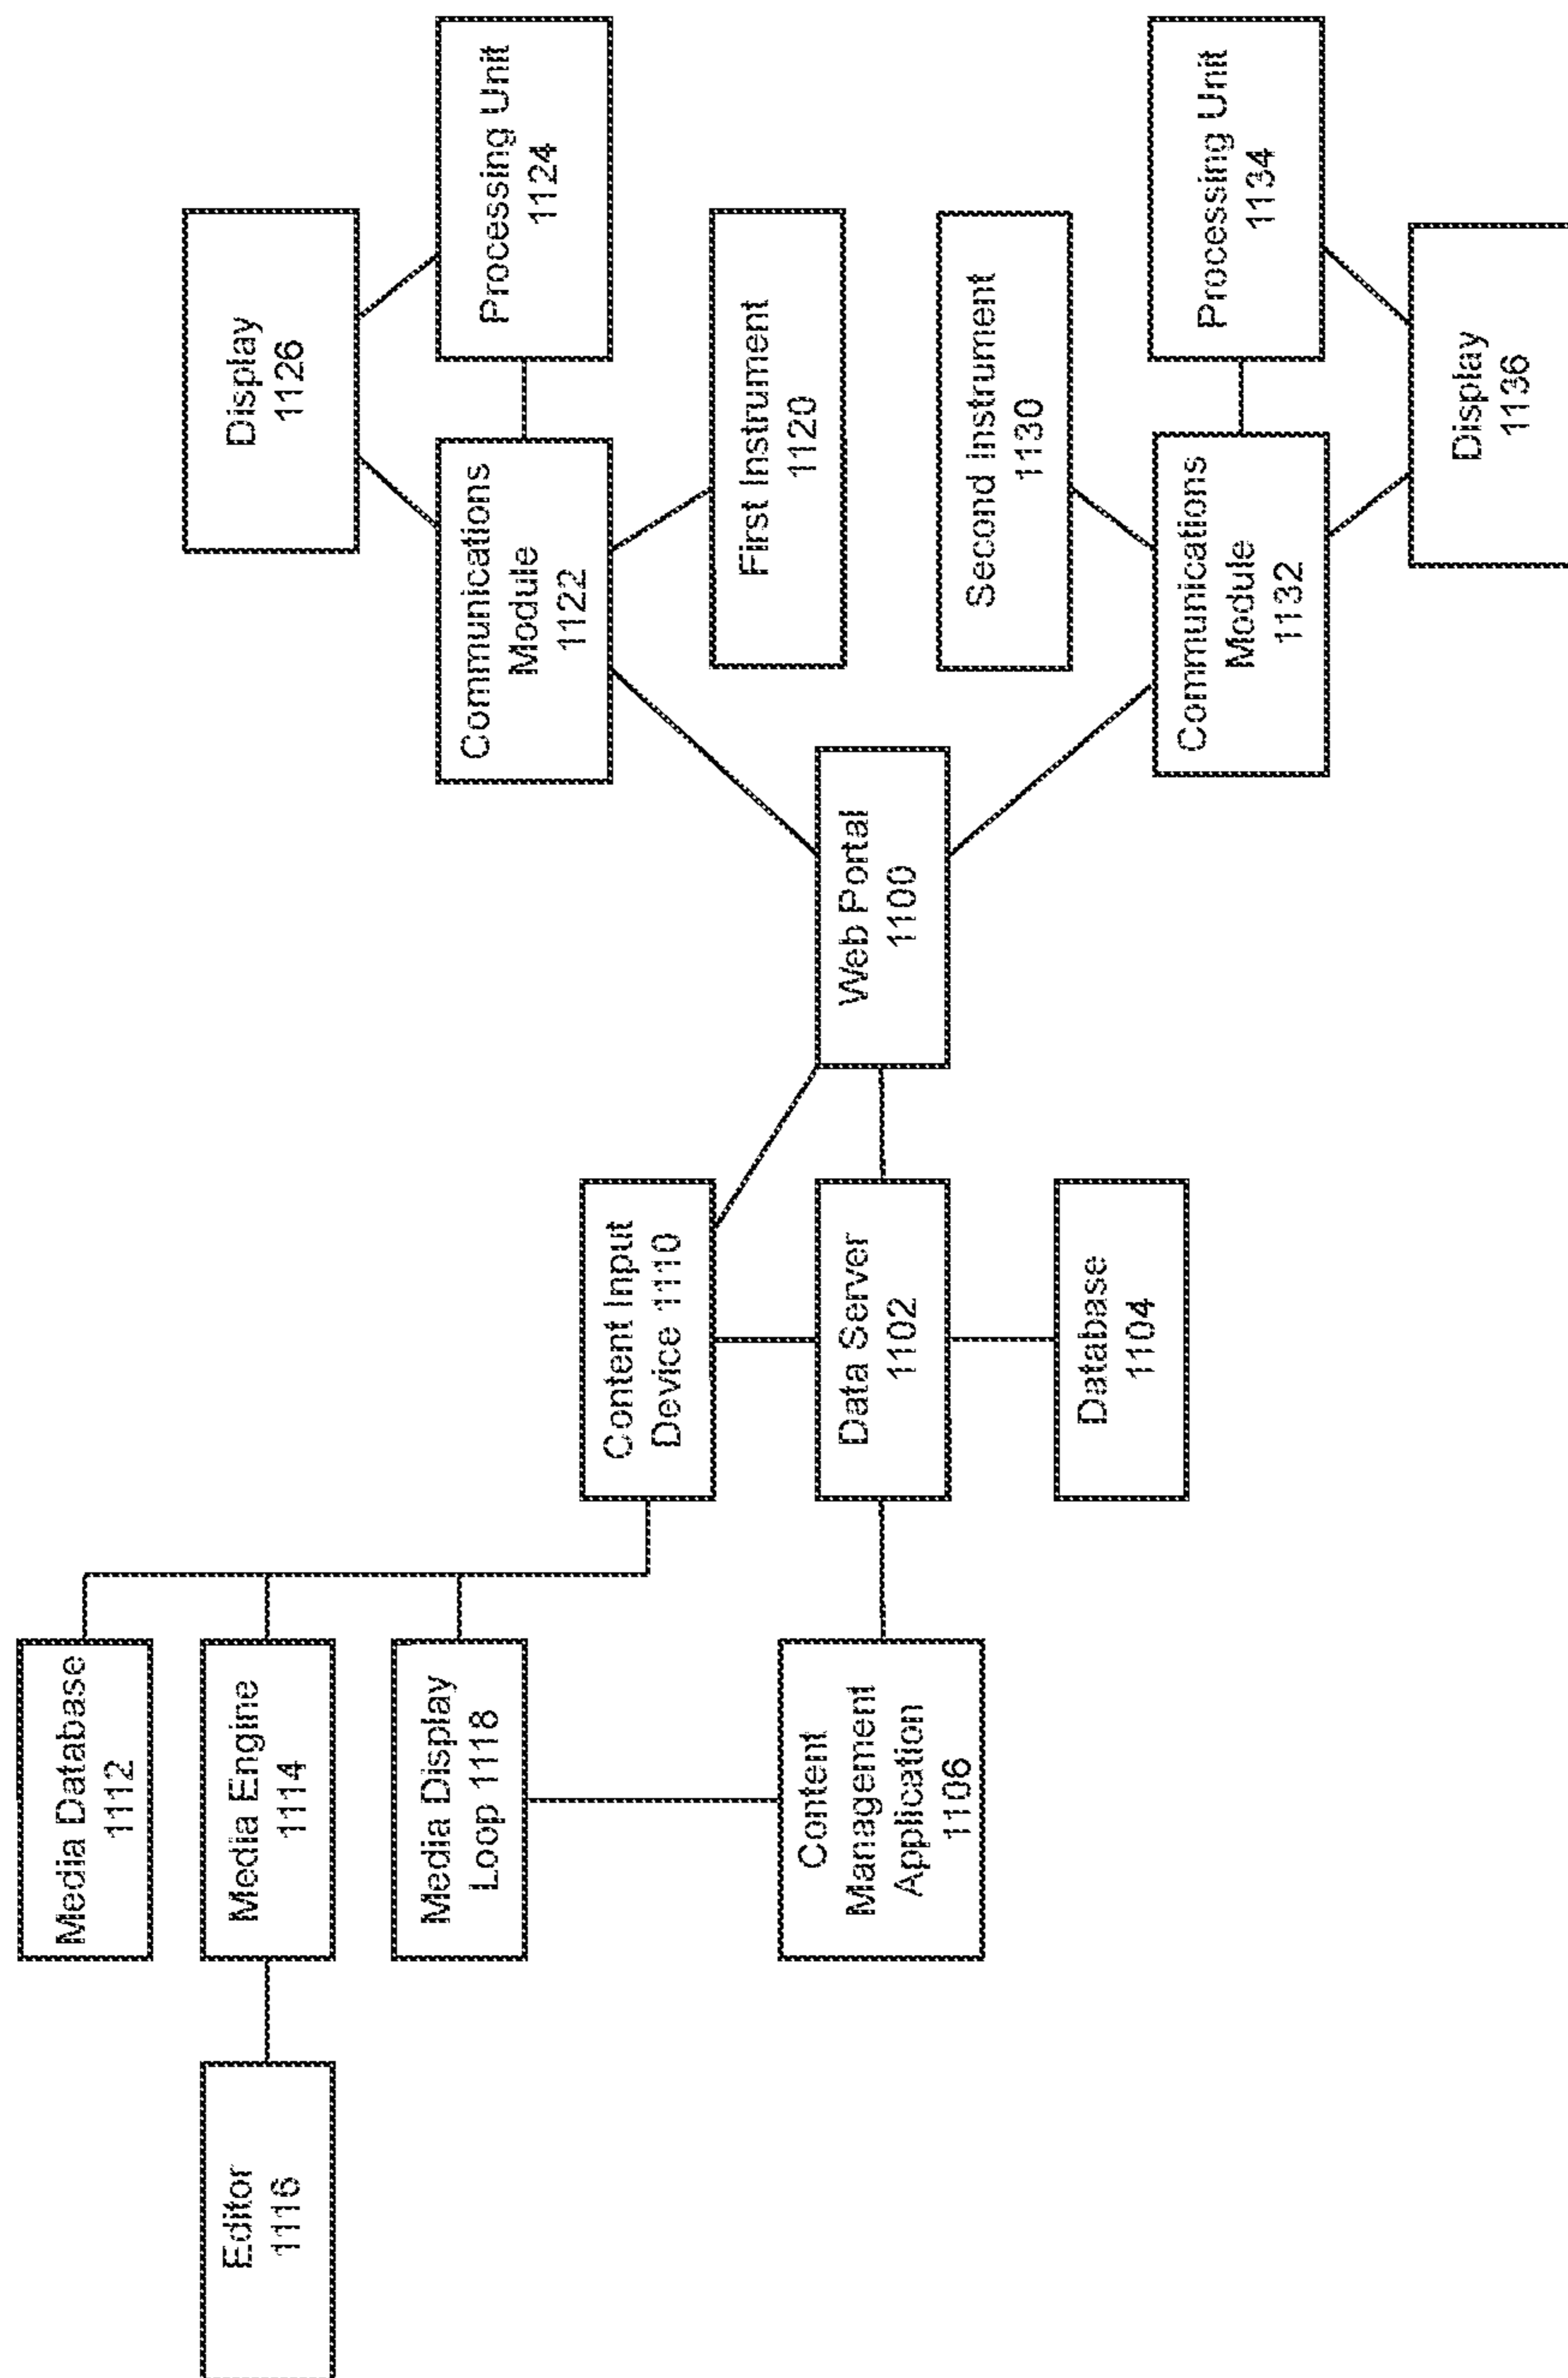 Editor
1116
Media Database
1112
Media Engine
1114
Media Display
Loop 1118
Content
Management
Application
1106
Content Input
Device 1110
Data Server
1102
Database
1104
Web Portal
1100
Display
1126
Communications
Module
1122
Processing Unit
1124
First Instrument
1120
Second Instrument
1130
Communications
Module
1132
Processing Unit
1134
Display
1136